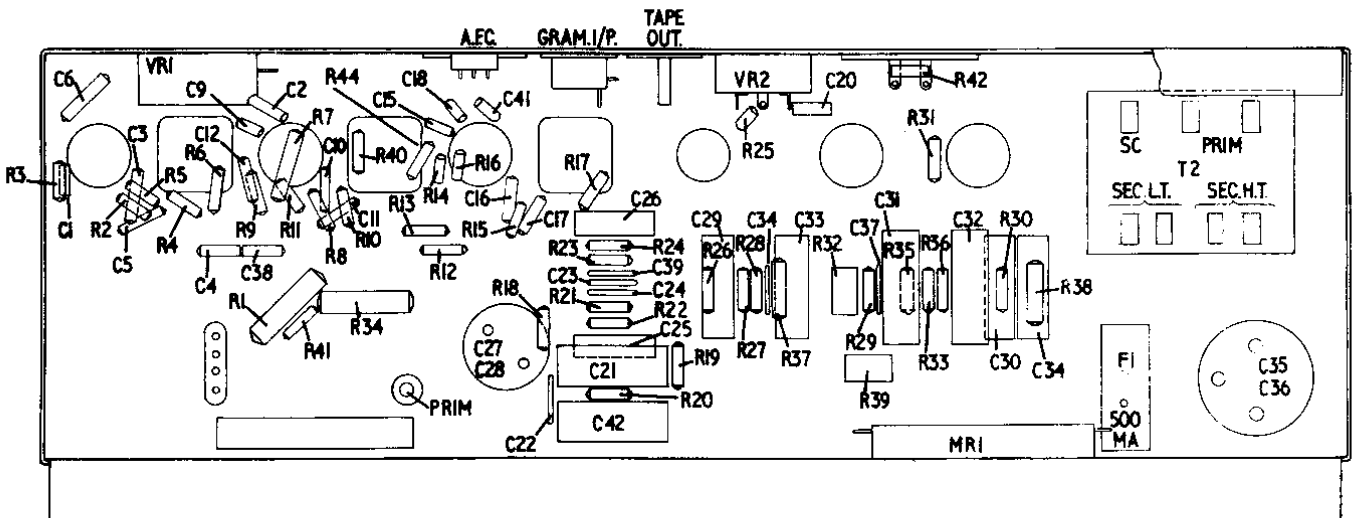 TAPE
OUT.
A.F.C. GRAM.I/P.
C6 VR1 R44 C18 C41 VR2 C20 R42
C9 C2 R7 C15 R31
C3 C12 R6 C10 R40 R14 R16 R17 R25
SC PRIM
T2
SEC.L.T. SEC.H.T.
R3 C1 R2 R5 C5 R4 R9 R11 R8 R10 C11 R13 C16 R15 C17 C26
C4 C38 R12
C29 C34 C33 C31 C32 R30
R26 R28 R32 C37 R35 R36
R23 R24
C39
C23
C24
R21
R22
C25
R1 R41 R34 R18
R27 R37 R29 R33 C30 C34 R38
C27
C28
C21 R19
R39
F1
500
MA
C35
C36
PRIM
R20
C22 C42
MR1